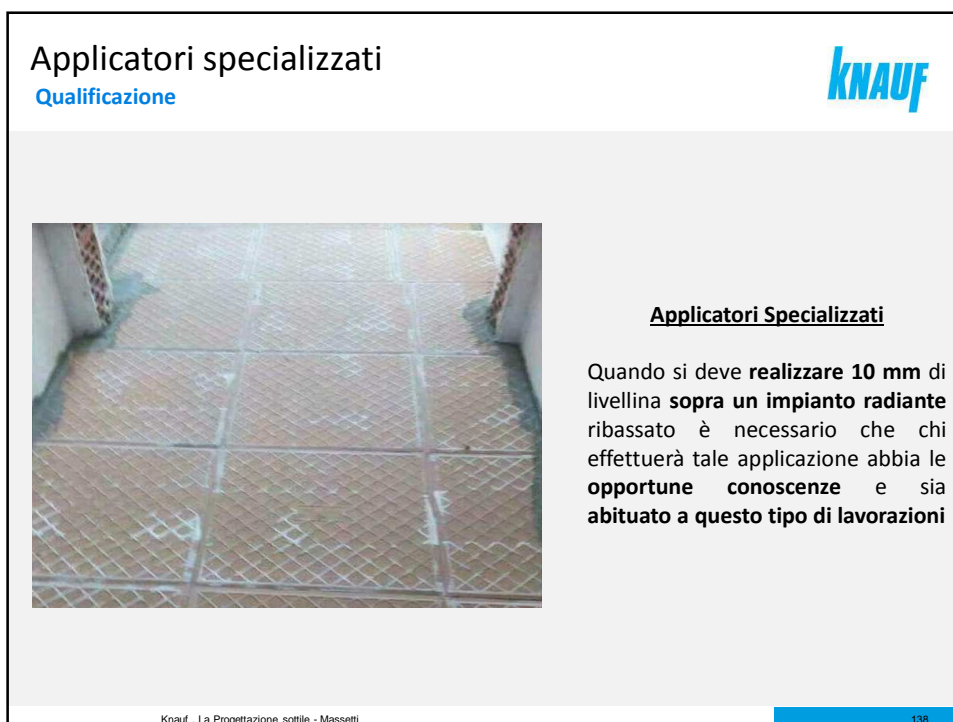 Applicatori specializzati
Qualificazione
KNAUF
Applicatori Specializzati
Quando si deve realizzare 10 mm di
livellina sopra un impianto radiante
ribassato è necessario che chi
effettuerà tale applicazione abbia le
opportune conoscenze e sia
abituato a questo tipo di lavorazioni
Knauf , La Progettazione sottile - Massetti
138